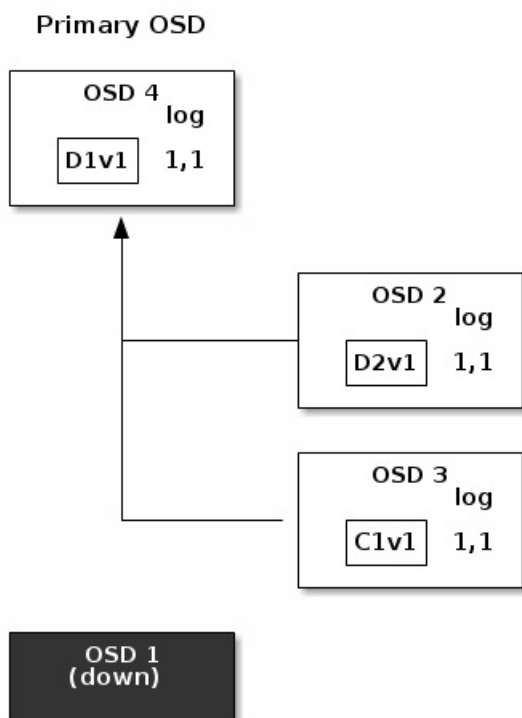 Primary OSD
OSD 4
log
D1v1 1,1
OSD 2
log
D2v1 1,1
OSD 3
log
C1v1 1,1
OSD 1
(down)